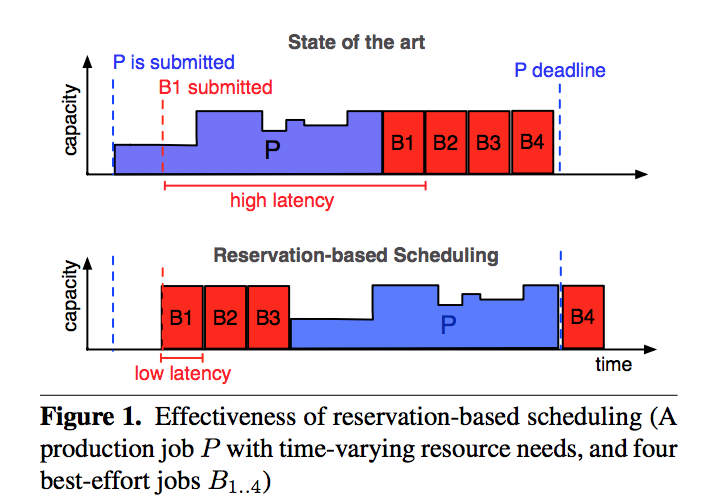 State of the art
P is submitted
B1 submitted
P deadline
capacity
P
B1 B2 B3 B4
high latency
Reservation-based Scheduling
capacity
B1 B2 B3
P
B4
time
low latency
Figure 1. Effectiveness of reservation-based scheduling (A
production job P with time-varying resource needs, and four
best-effort jobs B1..4)